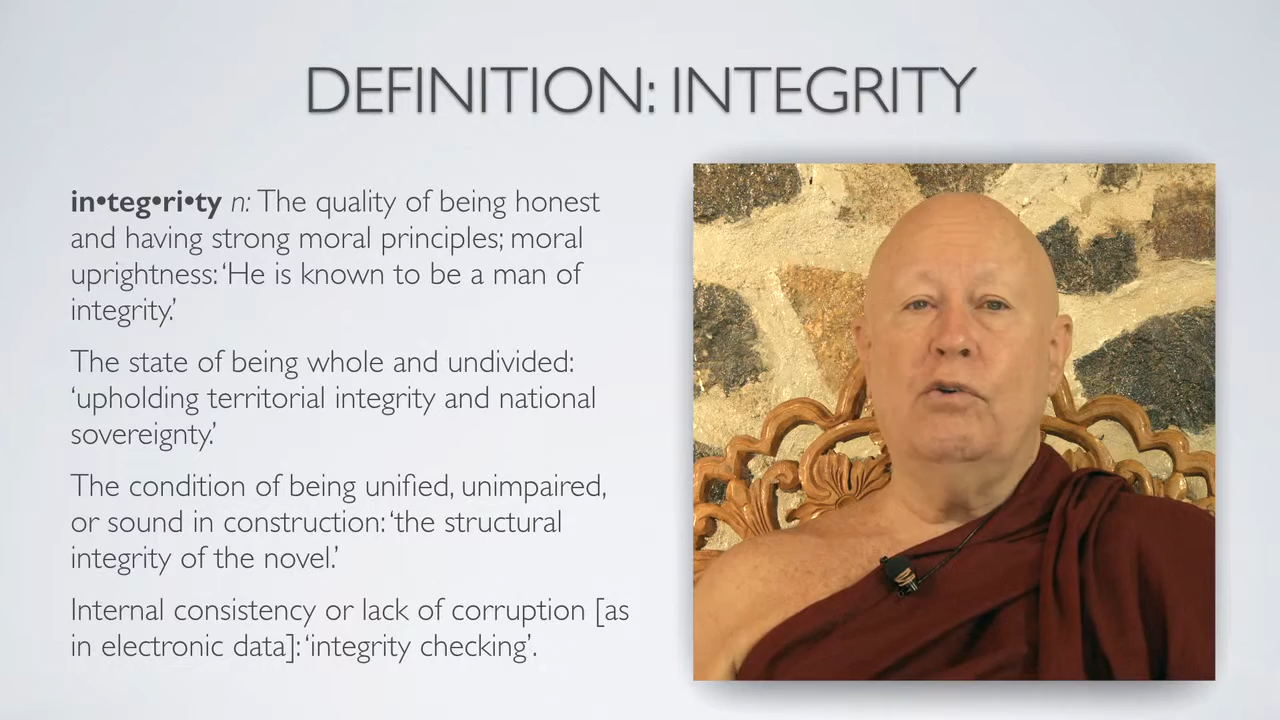 DEFINITION: INTEGRITY
in•teg•ri•ty n: The quality of being honest
and having strong moral principles; moral
uprightness: ‘He is known to be a man of
integrity.’
The state of being whole and undivided:
‘upholding territorial integrity and national
sovereignty.’
The condition of being unified, unimpaired,
or sound in construction: ‘the structural
integrity of the novel.’
Internal consistency or lack of corruption [as
in electronic data]: ‘integrity checking’.